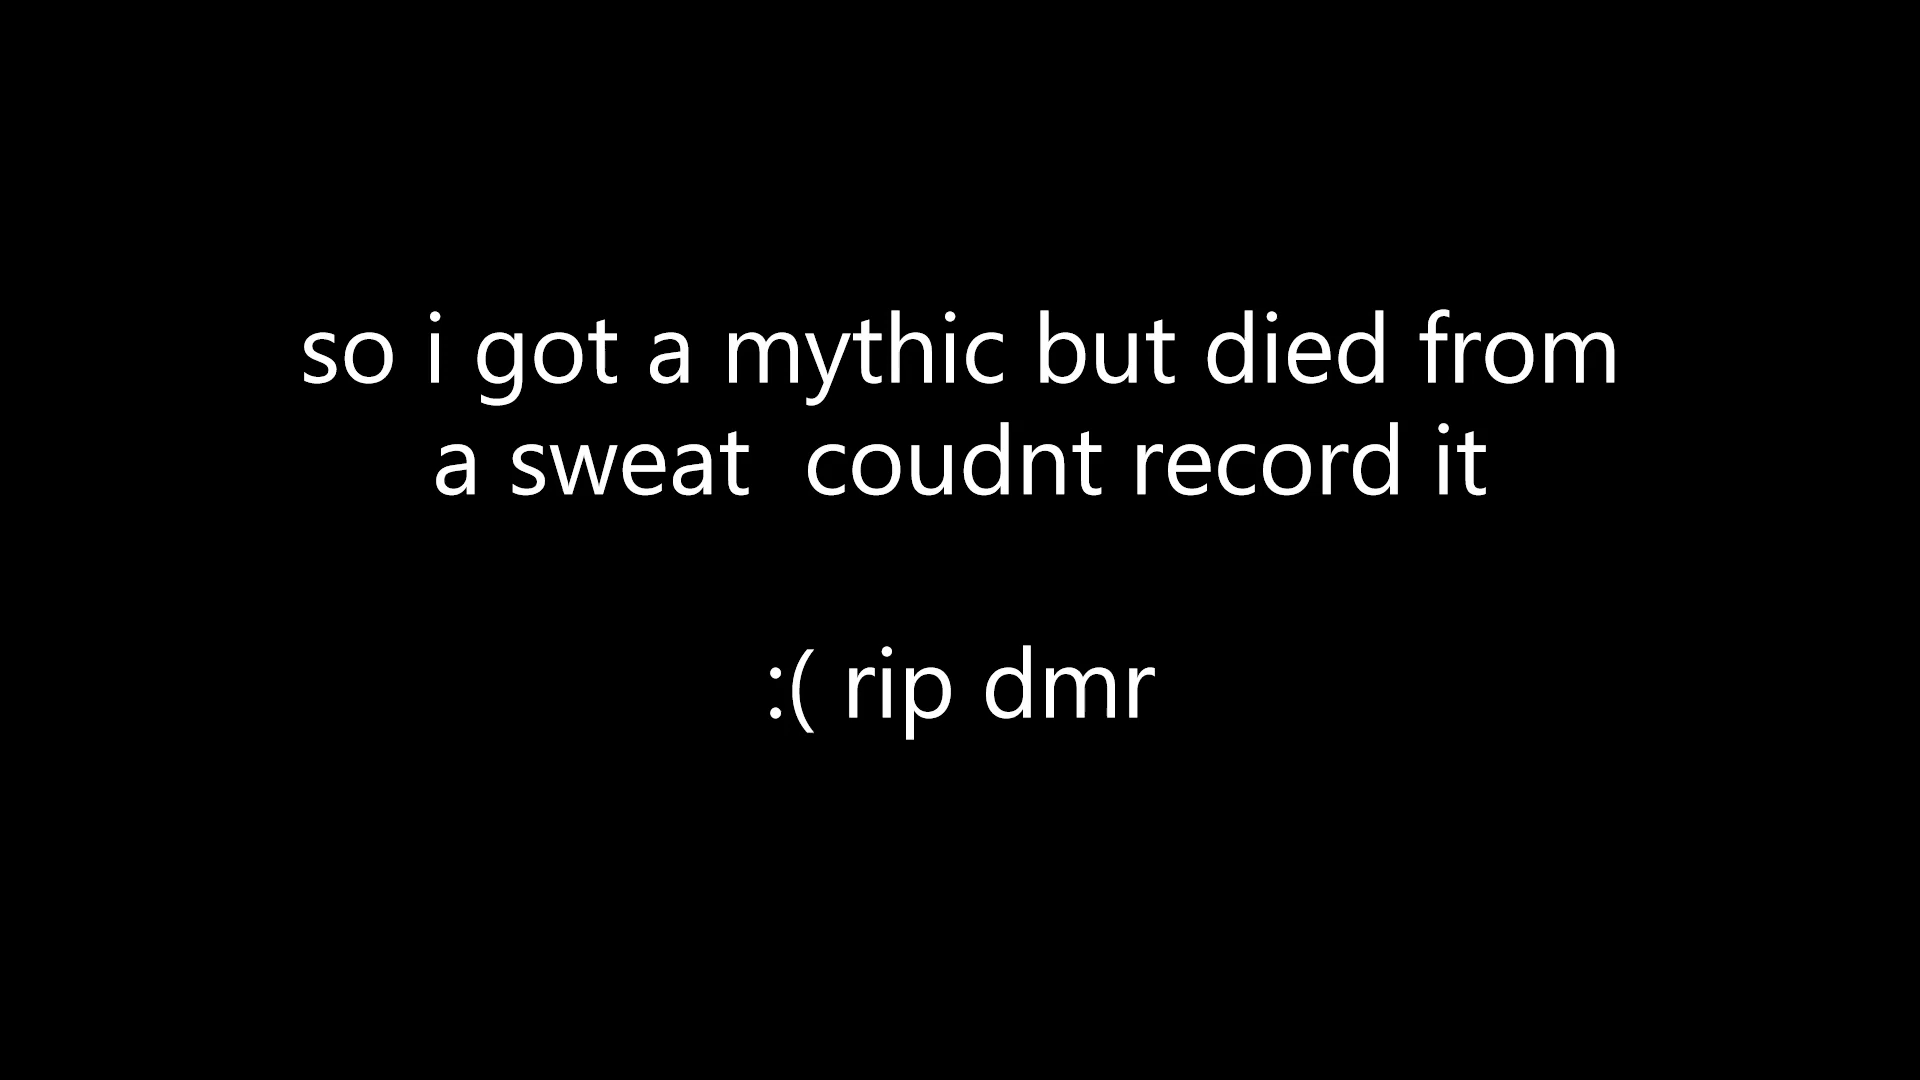 so i got a mythic but died from
a sweat  coudnt record it
:( rip dmr